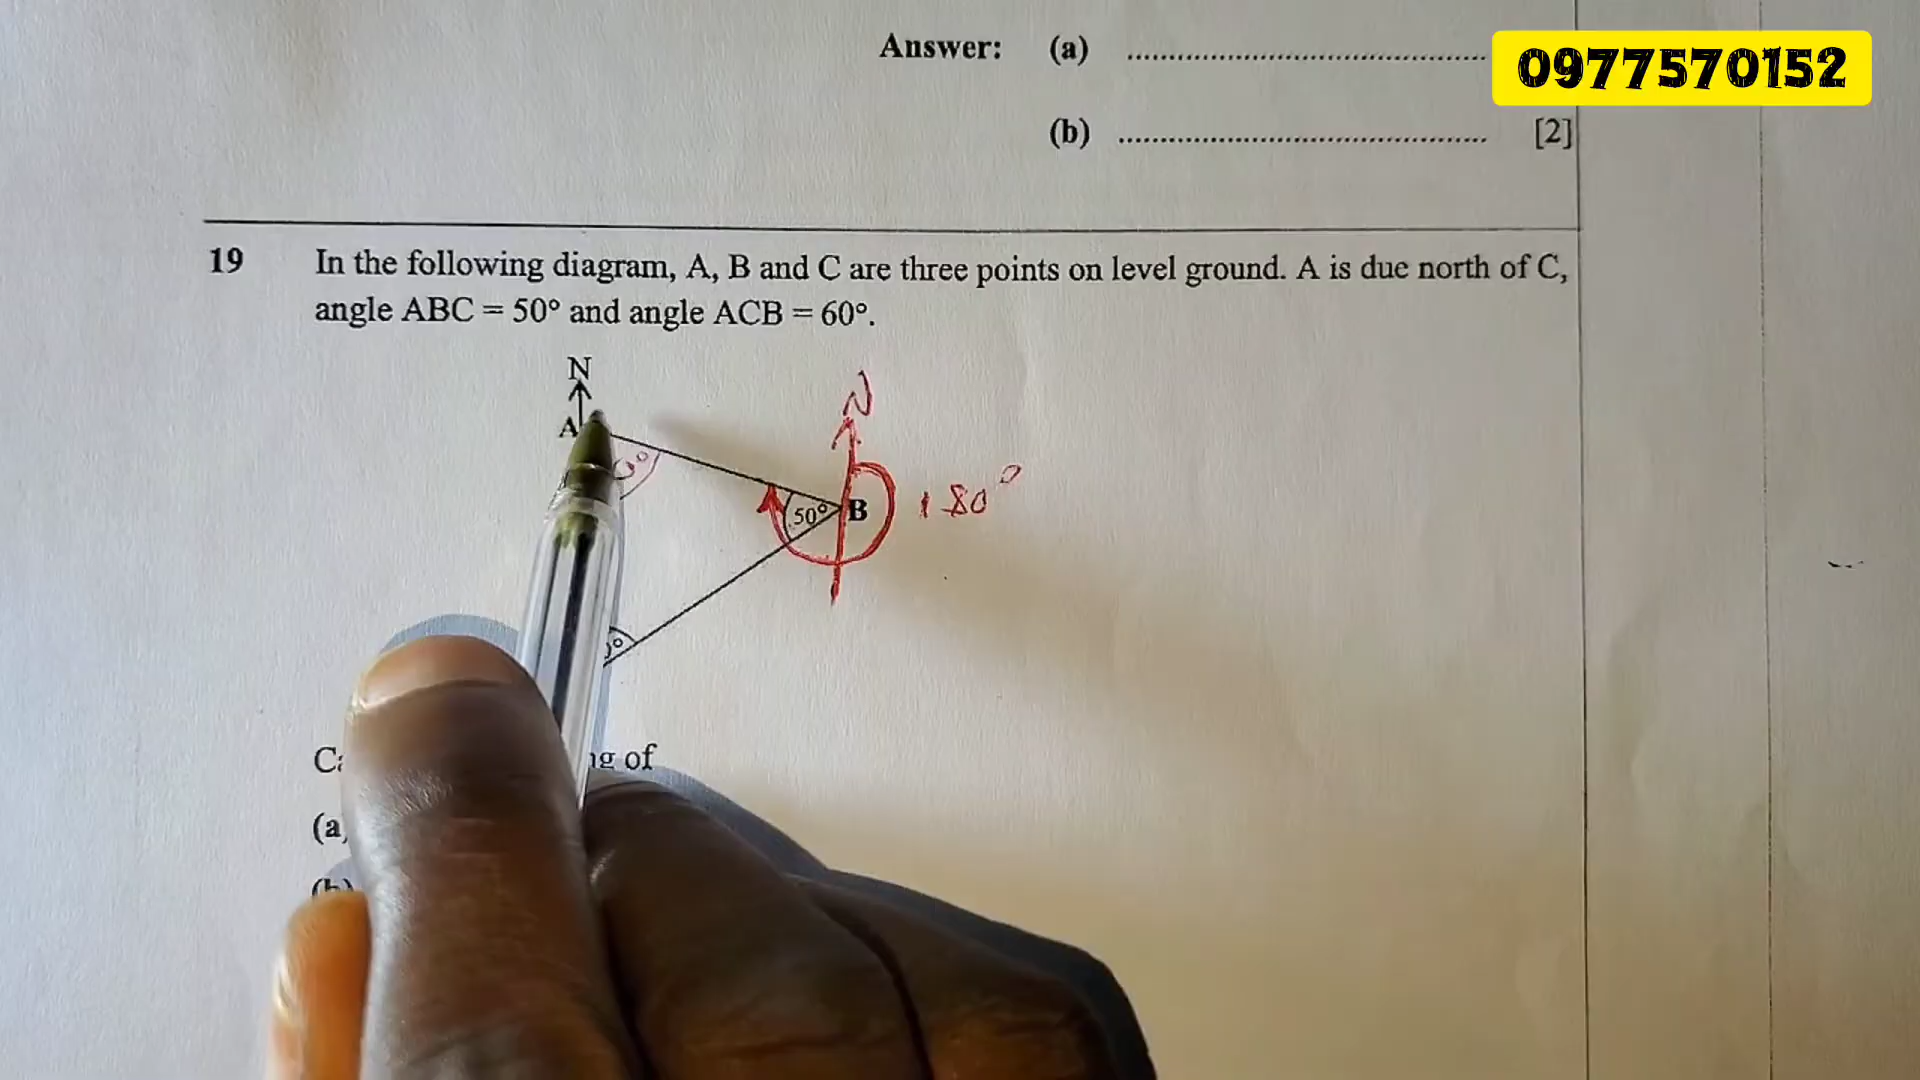 Answer: (a) ........................................
0977570152
(b) ........................................ [2]
19 In the following diagram, A, B and C are three points on level ground. A is due north of C,
angle ABC = 50° and angle ACB = 60°.
N
N
A
50° B
180°
of
(a)
(b)